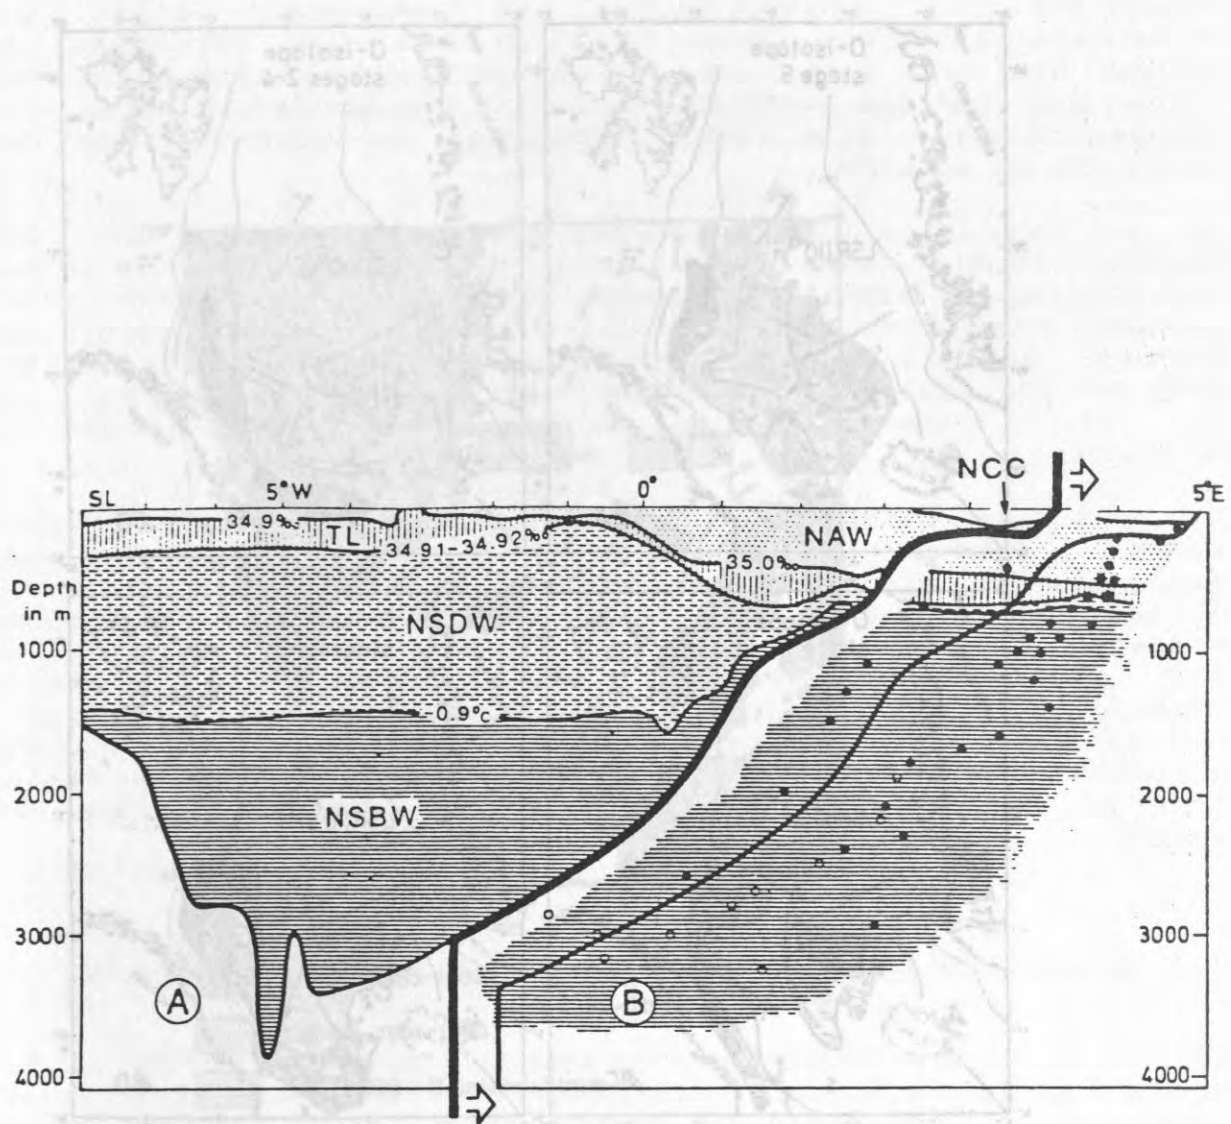 O-isotope
stages 2-4
O-isotope
stage 5
NCC
SL
5°W
0°
5°E
34.9‰
TL
34.91-34.92‰
NAW
35.0‰
Depth
in m
NSDW
1000
1000
0.9°C
2000
NSBW
2000
3000
3000
A
B
4000
4000